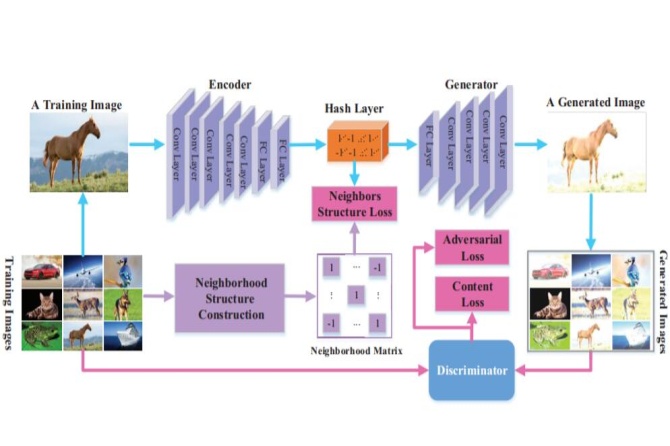 Encoder
Generator
A Training Image
Hash Layer
A Generated Image
Conv Layer
Conv Layer
Conv Layer
Conv Layer
Conv Layer
FC Layer
FC Layer
FC Layer
Conv Layer
Conv Layer
Conv Layer
Conv Layer
Neighbors
Structure Loss
Training Images
Neighborhood
Structure
Construction
1 ... -1
1
-1 ... 1
Neighborhood Matrix
Adversarial
Loss
Content
Loss
Discriminator
Generated Images